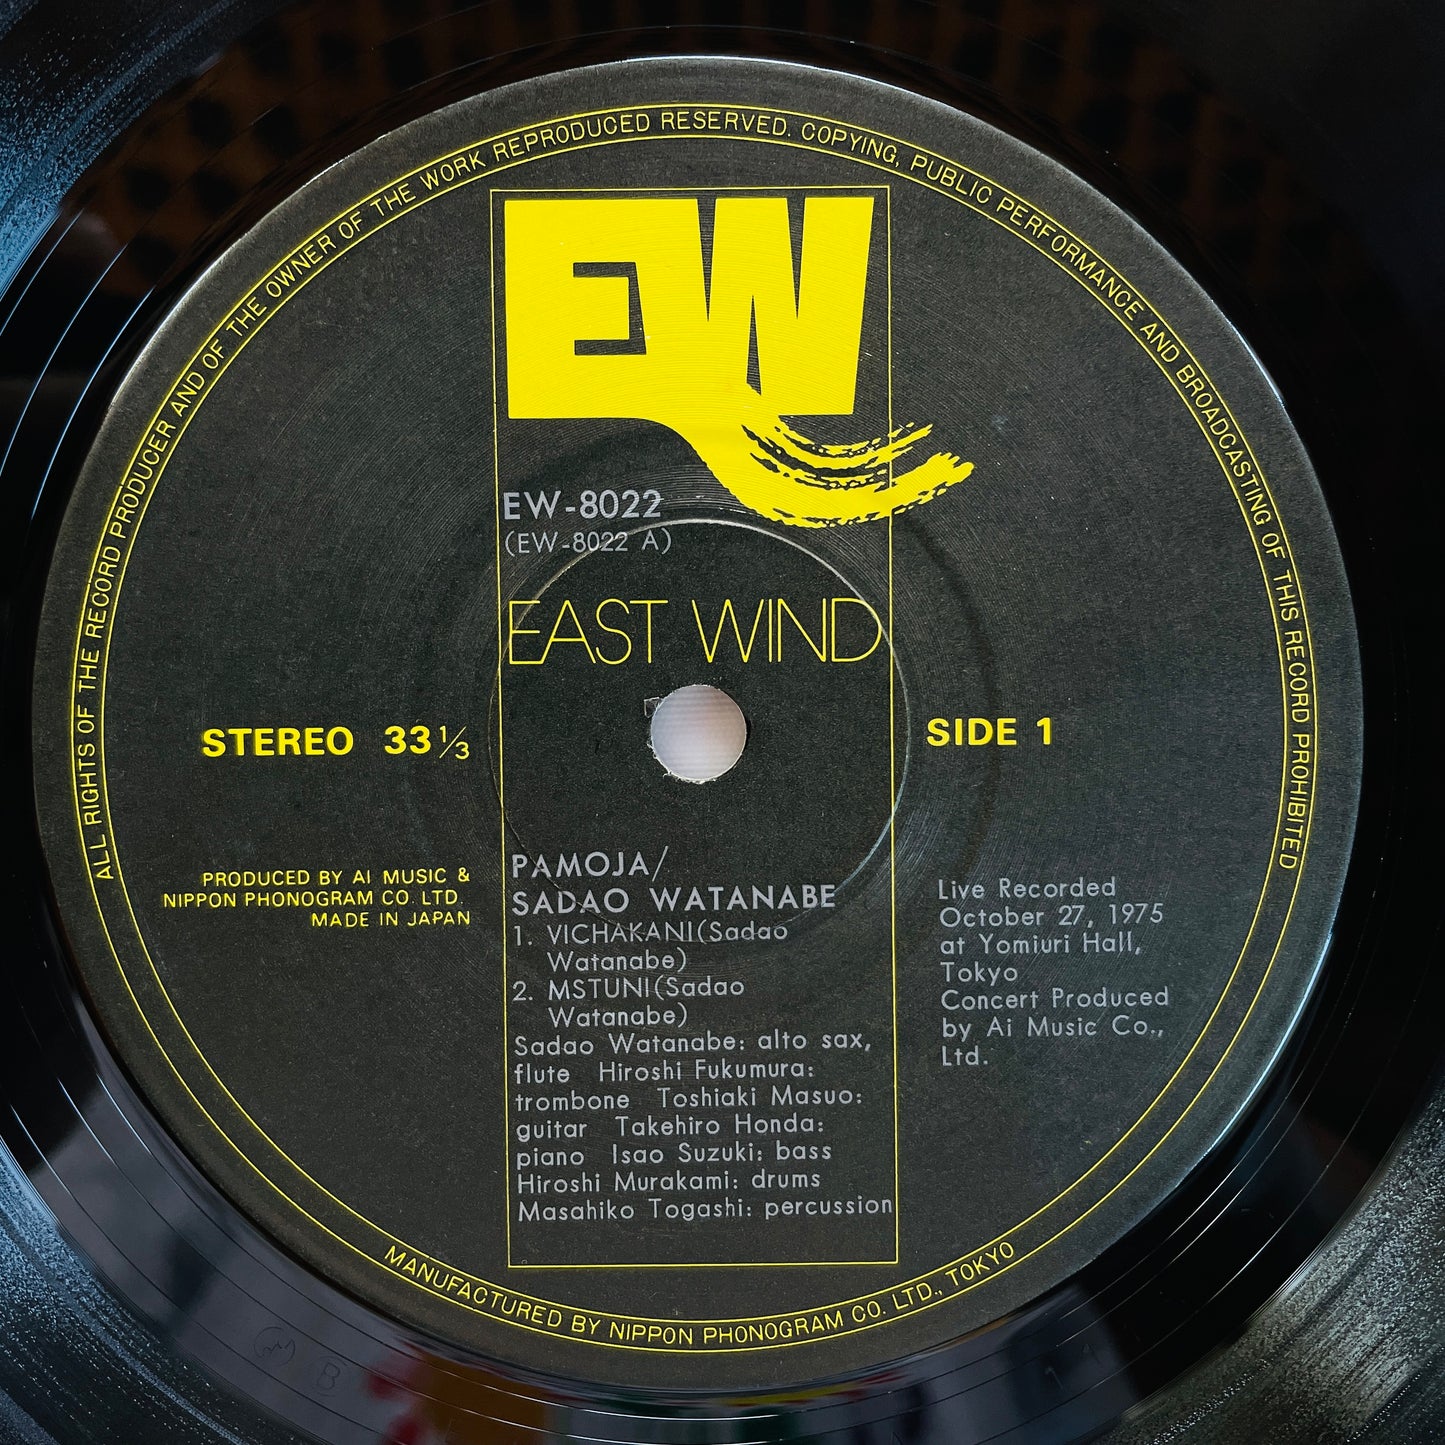 ALL RIGHTS OF THE RECORD PRODUCER AND OF THE OWNER OF THE WORK REPRODUCED RESERVED. COPYING, PUBLIC PERFORMANCE AND BROADCASTING OF THIS RECORD PROHIBITED
EW
EW-8022
(EW-8022 A)
EAST WIND
STEREO 33 1/3
SIDE 1
PRODUCED BY AI MUSIC &
NIPPON PHONOGRAM CO. LTD.
MADE IN JAPAN
PAMOJA/
SADAO WATANABE
1. VICHAKANI(Sadao
Watanabe)
2. MSTUNI(Sadao
Watanabe)
Sadao Watanabe: alto sax,
flute Hiroshi Fukumura:
trombone Toshiaki Masuo:
guitar Takehiro Honda:
piano Isao Suzuki: bass
Hiroshi Murakami: drums
Masahiko Togashi: percussion
Live Recorded
October 27, 1975
at Yomiuri Hall,
Tokyo
Concert Produced
by Ai Music Co.,
Ltd.
MANUFACTURED BY NIPPON PHONOGRAM CO. LTD., TOKYO
B